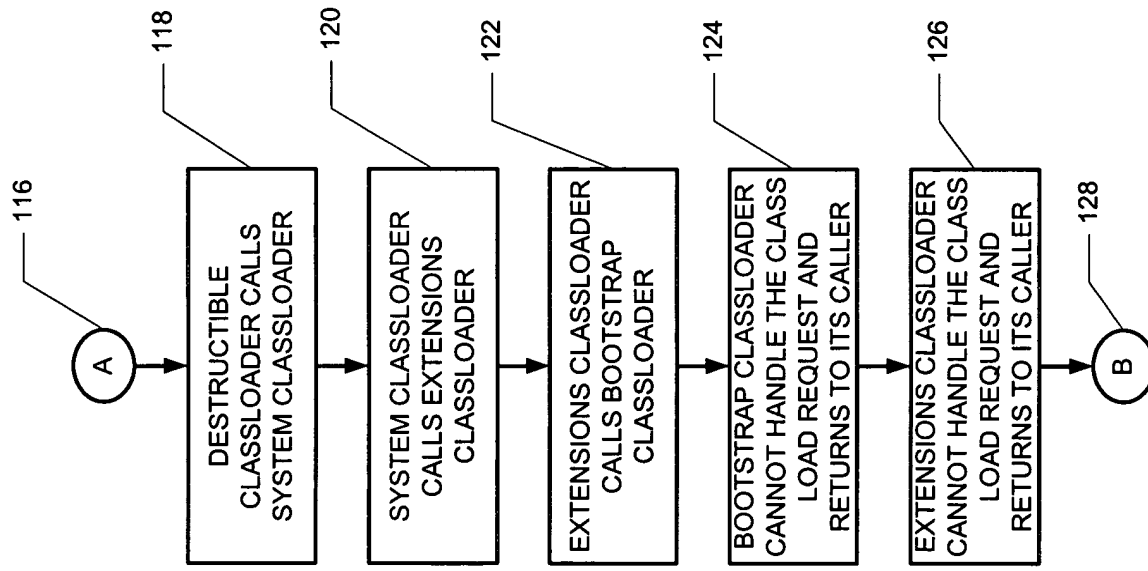 116
A
118
DESTRUCTIBLE
CLASSLOADER CALLS
SYSTEM CLASSLOADER
120
SYSTEM CLASSLOADER
CALLS EXTENSIONS
CLASSLOADER
122
EXTENSIONS CLASSLOADER
CALLS BOOTSTRAP
CLASSLOADER
124
BOOTSTRAP CLASSLOADER
CANNOT HANDLE THE CLASS
LOAD REQUEST AND
RETURNS TO ITS CALLER
126
EXTENSIONS CLASSLOADER
CANNOT HANDLE THE CLASS
LOAD REQUEST AND
RETURNS TO ITS CALLER
128
B